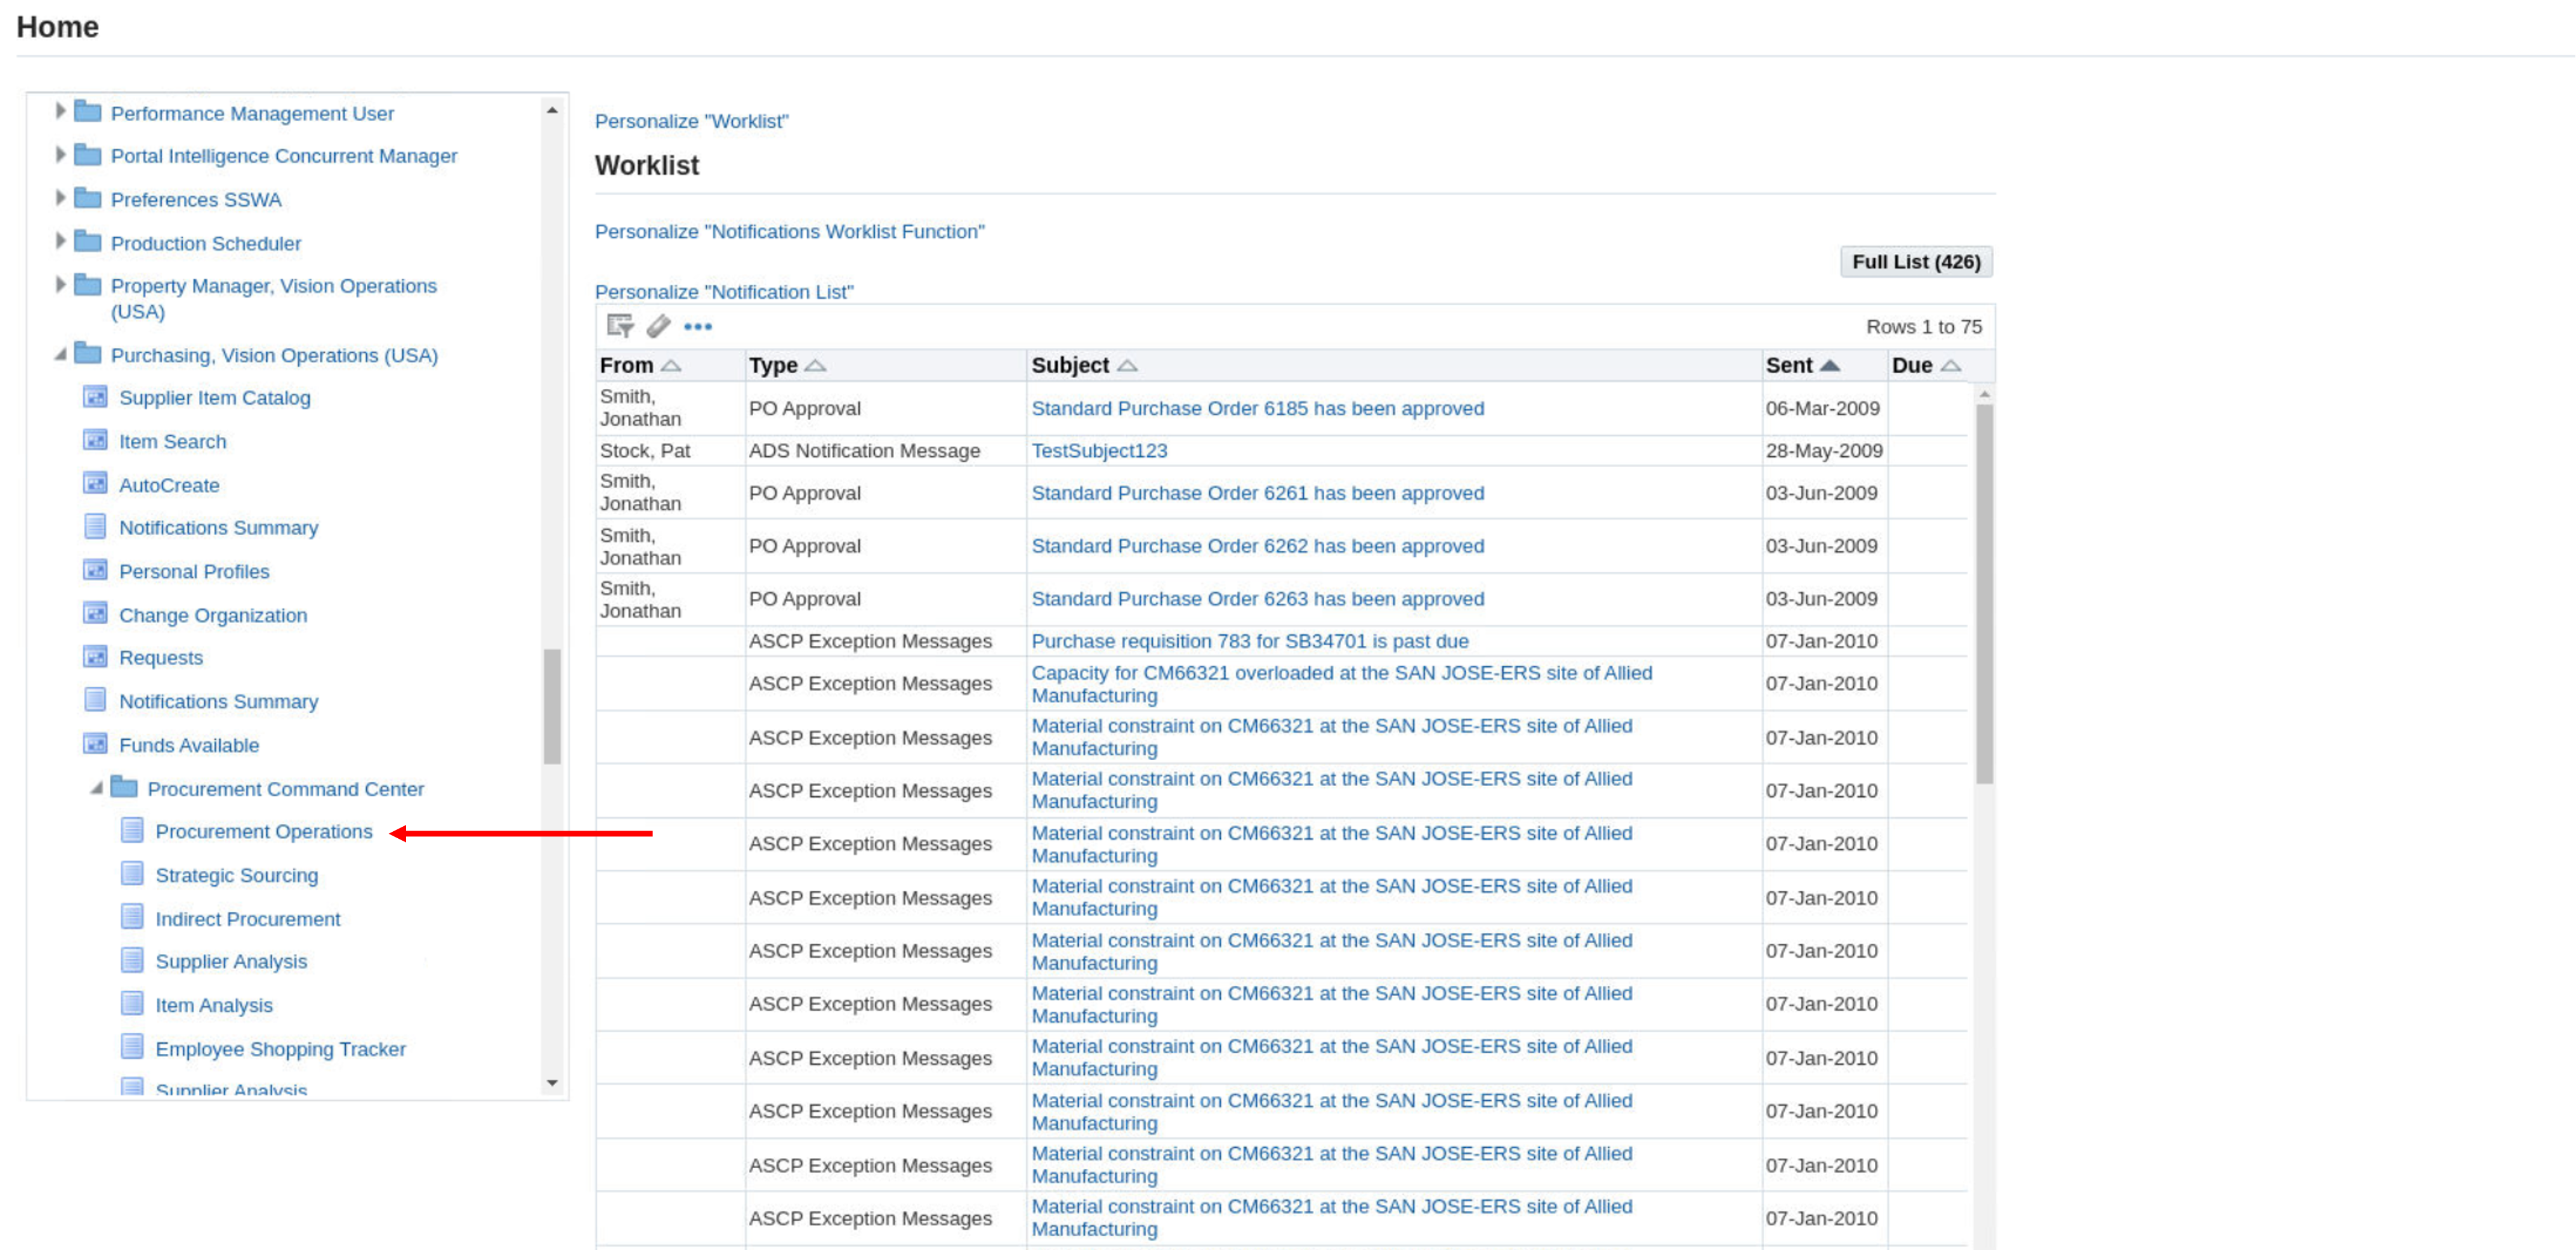 Home
Performance Management User
Portal Intelligence Concurrent Manager
Preferences SSWA
Production Scheduler
Property Manager, Vision Operations
(USA)
Purchasing, Vision Operations (USA)
Supplier Item Catalog
Item Search
AutoCreate
Notifications Summary
Personal Profiles
Change Organization
Requests
Notifications Summary
Funds Available
Procurement Command Center
Procurement Operations
Strategic Sourcing
Indirect Procurement
Supplier Analysis
Item Analysis
Employee Shopping Tracker
Supplier Analysis
Personalize "Worklist"
Worklist
Personalize "Notifications Worklist Function"
Full List (426)
Personalize "Notification List"
Rows 1 to 75
From Type Subject Sent Due
Smith,
Jonathan PO Approval Standard Purchase Order 6185 has been approved 06-Mar-2009
Stock, Pat ADS Notification Message TestSubject123 28-May-2009
Smith,
Jonathan PO Approval Standard Purchase Order 6261 has been approved 03-Jun-2009
Smith,
Jonathan PO Approval Standard Purchase Order 6262 has been approved 03-Jun-2009
Smith,
Jonathan PO Approval Standard Purchase Order 6263 has been approved 03-Jun-2009
ASCP Exception Messages Purchase requisition 783 for SB34701 is past due 07-Jan-2010
ASCP Exception Messages Capacity for CM66321 overloaded at the SAN JOSE-ERS site of Allied
Manufacturing 07-Jan-2010
ASCP Exception Messages Material constraint on CM66321 at the SAN JOSE-ERS site of Allied
Manufacturing 07-Jan-2010
ASCP Exception Messages Material constraint on CM66321 at the SAN JOSE-ERS site of Allied
Manufacturing 07-Jan-2010
ASCP Exception Messages Material constraint on CM66321 at the SAN JOSE-ERS site of Allied
Manufacturing 07-Jan-2010
ASCP Exception Messages Material constraint on CM66321 at the SAN JOSE-ERS site of Allied
Manufacturing 07-Jan-2010
ASCP Exception Messages Material constraint on CM66321 at the SAN JOSE-ERS site of Allied
Manufacturing 07-Jan-2010
ASCP Exception Messages Material constraint on CM66321 at the SAN JOSE-ERS site of Allied
Manufacturing 07-Jan-2010
ASCP Exception Messages Material constraint on CM66321 at the SAN JOSE-ERS site of Allied
Manufacturing 07-Jan-2010
ASCP Exception Messages Material constraint on CM66321 at the SAN JOSE-ERS site of Allied
Manufacturing 07-Jan-2010
ASCP Exception Messages Material constraint on CM66321 at the SAN JOSE-ERS site of Allied
Manufacturing 07-Jan-2010
ASCP Exception Messages Material constraint on CM66321 at the SAN JOSE-ERS site of Allied
Manufacturing 07-Jan-2010